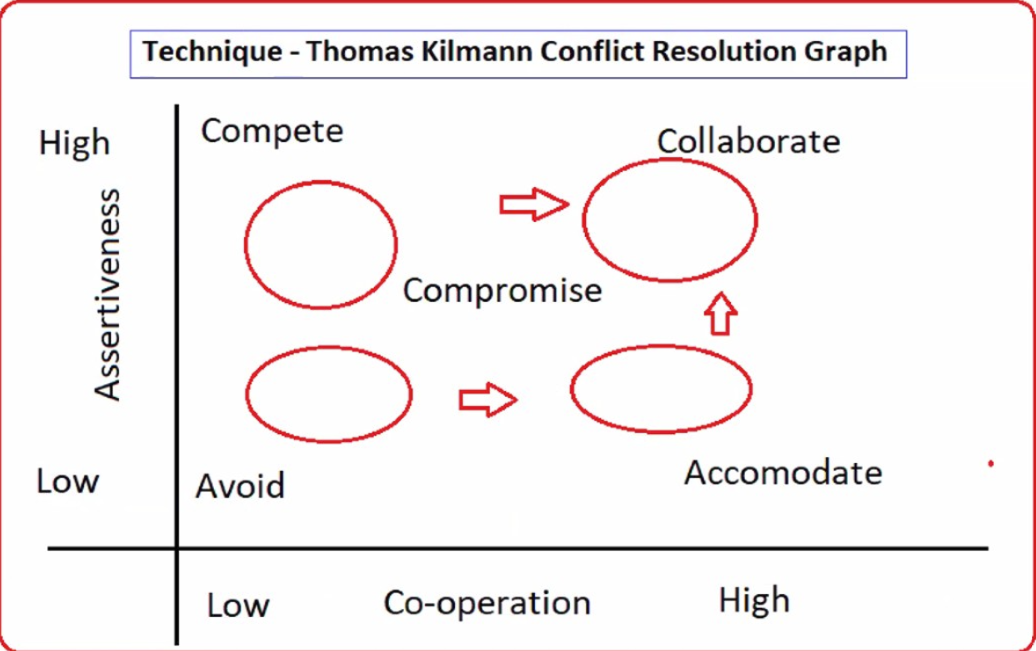 Technique - Thomas Kilmann Conflict Resolution Graph
High
Compete
Collaborate
Assertiveness
Compromise
Low
Avoid
Accomodate
Low
Co-operation
High